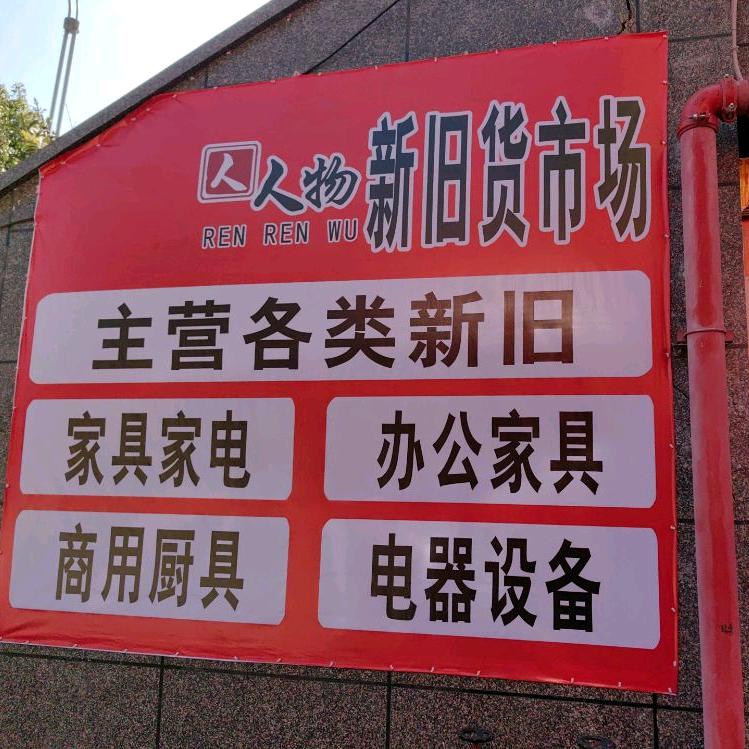 人人物新旧货市场
REN REN WU
主营各类新旧
家具家电 办公家具
商用厨具 电器设备